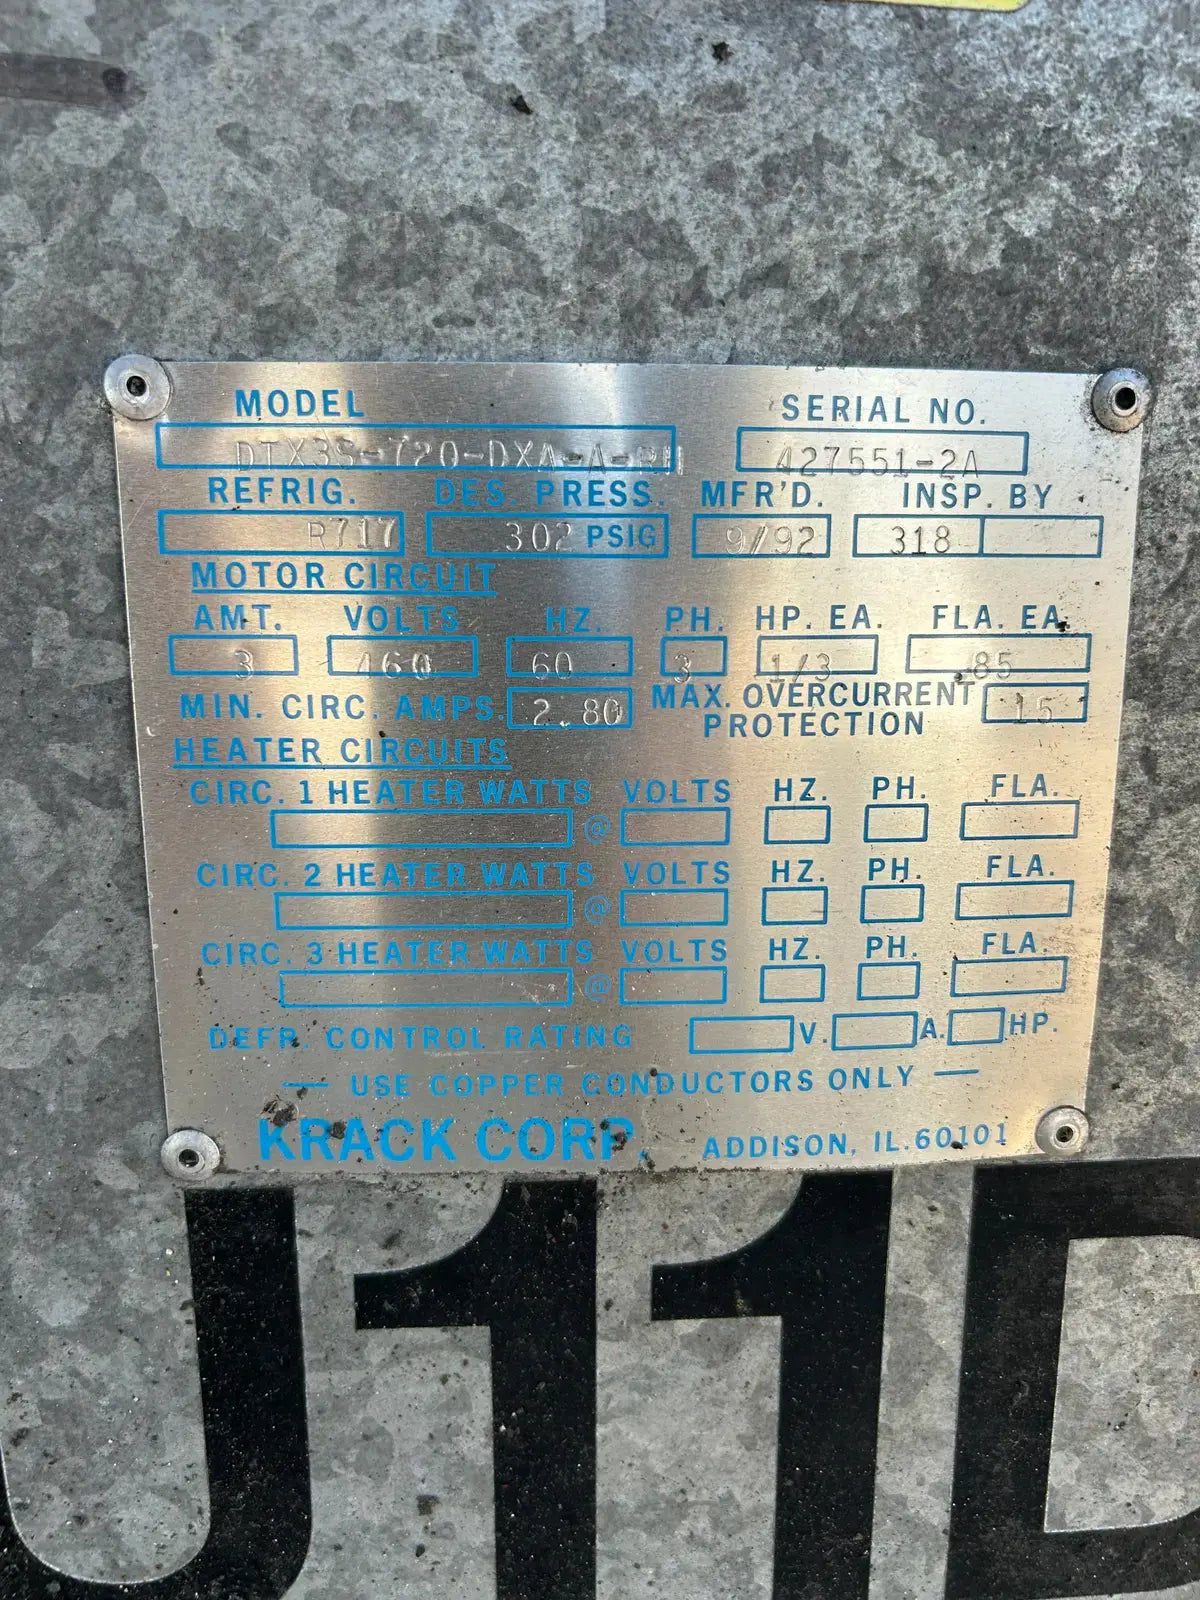 MODEL SERIAL NO.
DTX3S-720-DXA-A-RH 427551-2A
REFRIG. DES. PRESS. MFR'D. INSP. BY
R717 302 PSIG 9/92 318
MOTOR CIRCUIT
AMT. VOLTS HZ. PH. HP. EA. FLA. EA.
3 460 60 3 1/3 .85
MIN. CIRC. AMPS. 2.80 MAX. OVERCURRENT PROTECTION 15
HEATER CIRCUITS
CIRC. 1 HEATER WATTS VOLTS HZ. PH. FLA.
@
CIRC. 2 HEATER WATTS VOLTS HZ. PH. FLA.
@
CIRC. 3 HEATER WATTS VOLTS HZ. PH. FLA.
@
DEFR. CONTROL RATING V. A. HP.
— USE COPPER CONDUCTORS ONLY —
KRACK CORP. ADDISON, IL. 60101